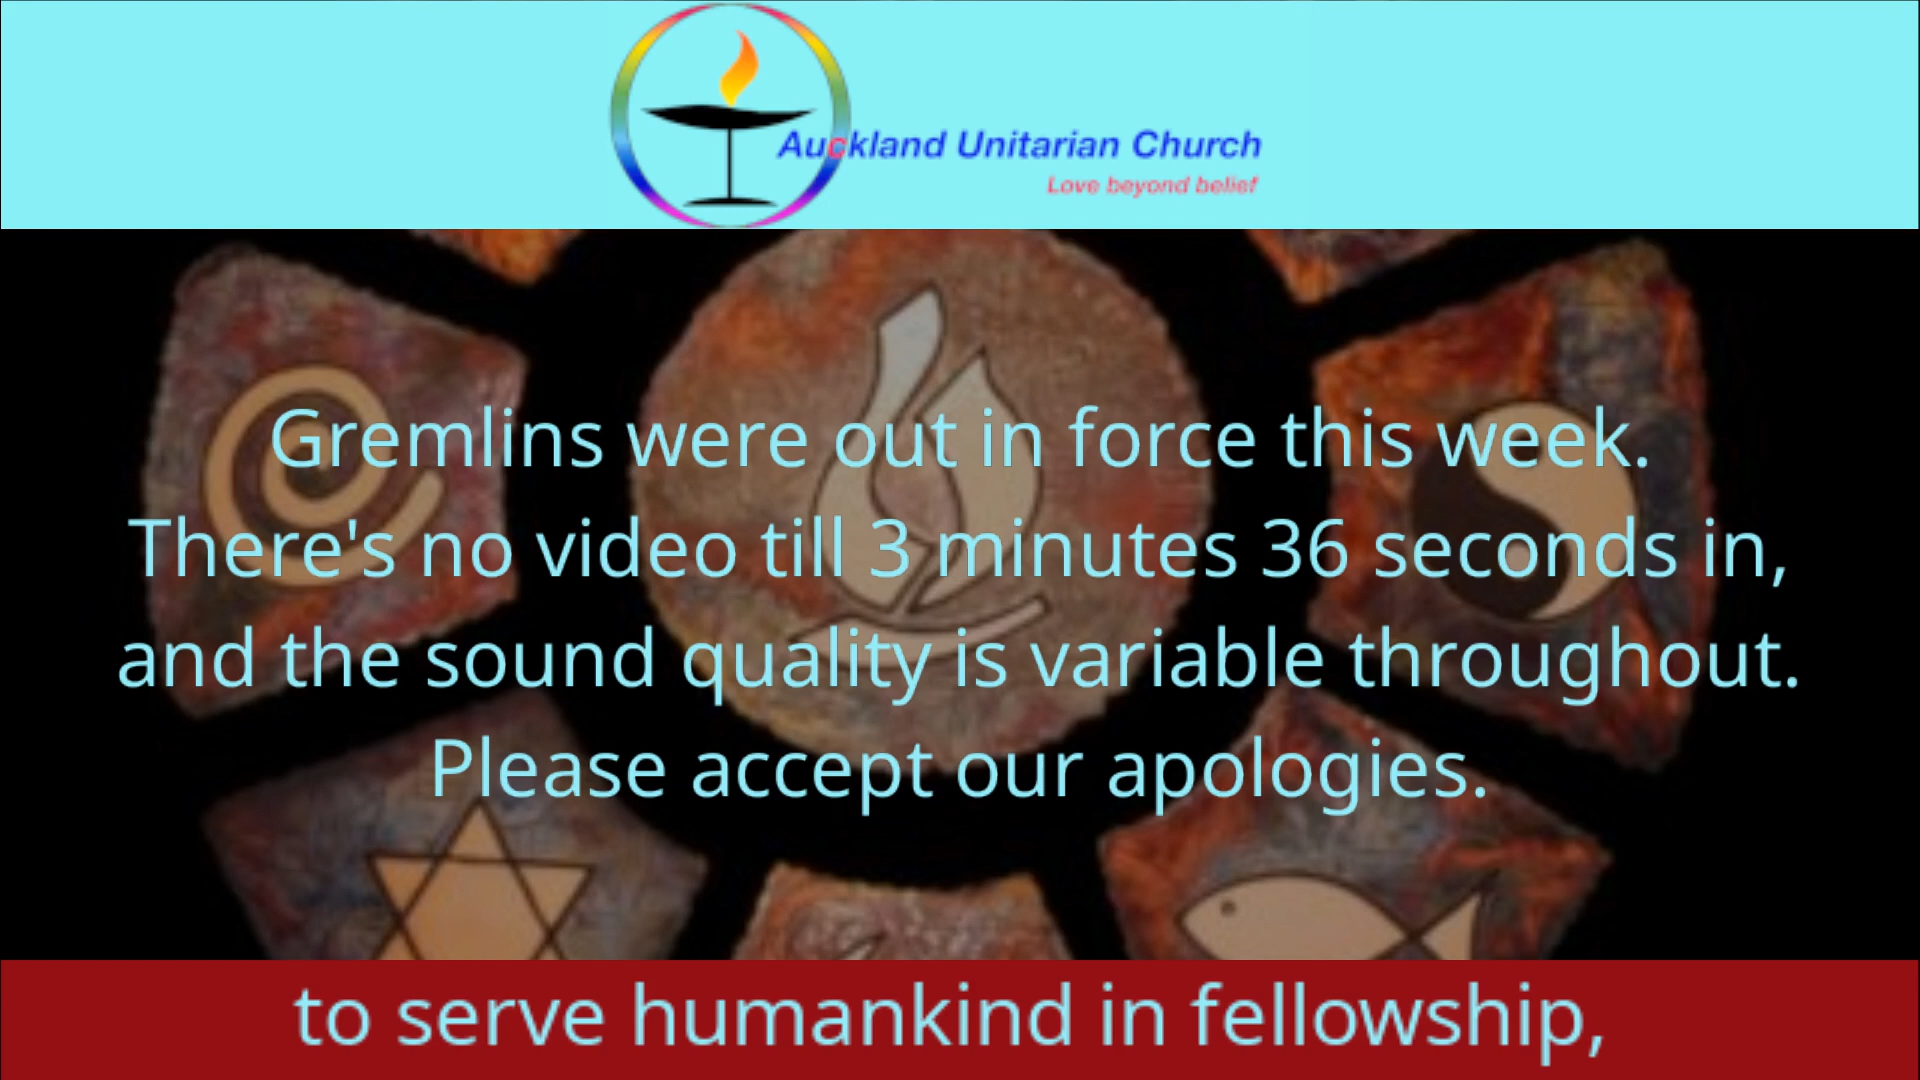 Auckland Unitarian Church
Love beyond belief
Gremlins were out in force this week.
There's no video till 3 minutes 36 seconds in,
and the sound quality is variable throughout.
Please accept our apologies.
to serve humankind in fellowship,